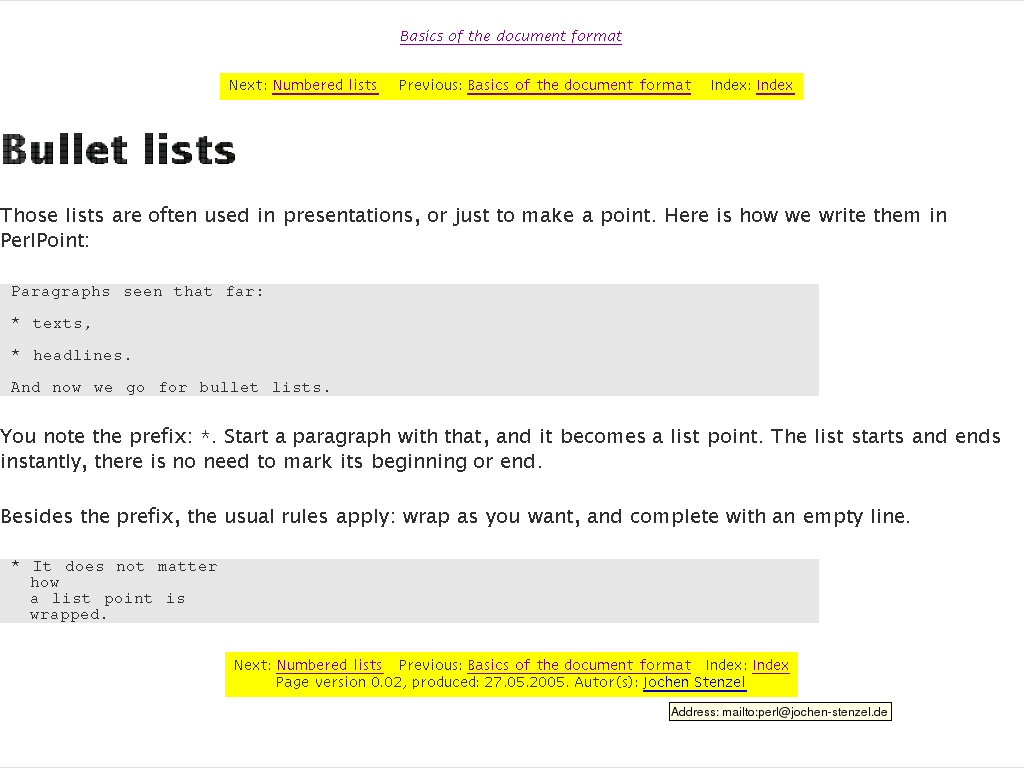 Basics of the document format
Next: Numbered lists Previous: Basics of the document format Index: Index
Bullet lists
Those lists are often used in presentations, or just to make a point. Here is how we write them in
PerlPoint:
Paragraphs seen that far:
* texts,
* headlines.
And now we go for bullet lists.
You note the prefix: *. Start a paragraph with that, and it becomes a list point. The list starts and ends
instantly, there is no need to mark its beginning or end.
Besides the prefix, the usual rules apply: wrap as you want, and complete with an empty line.
* It does not matter
how
a list point is
wrapped.
Next: Numbered lists Previous: Basics of the document format Index: Index
Page version 0.02, produced: 27.05.2005. Autor(s): Jochen Stenzel
Address: mailto:perl@jochen-stenzel.de